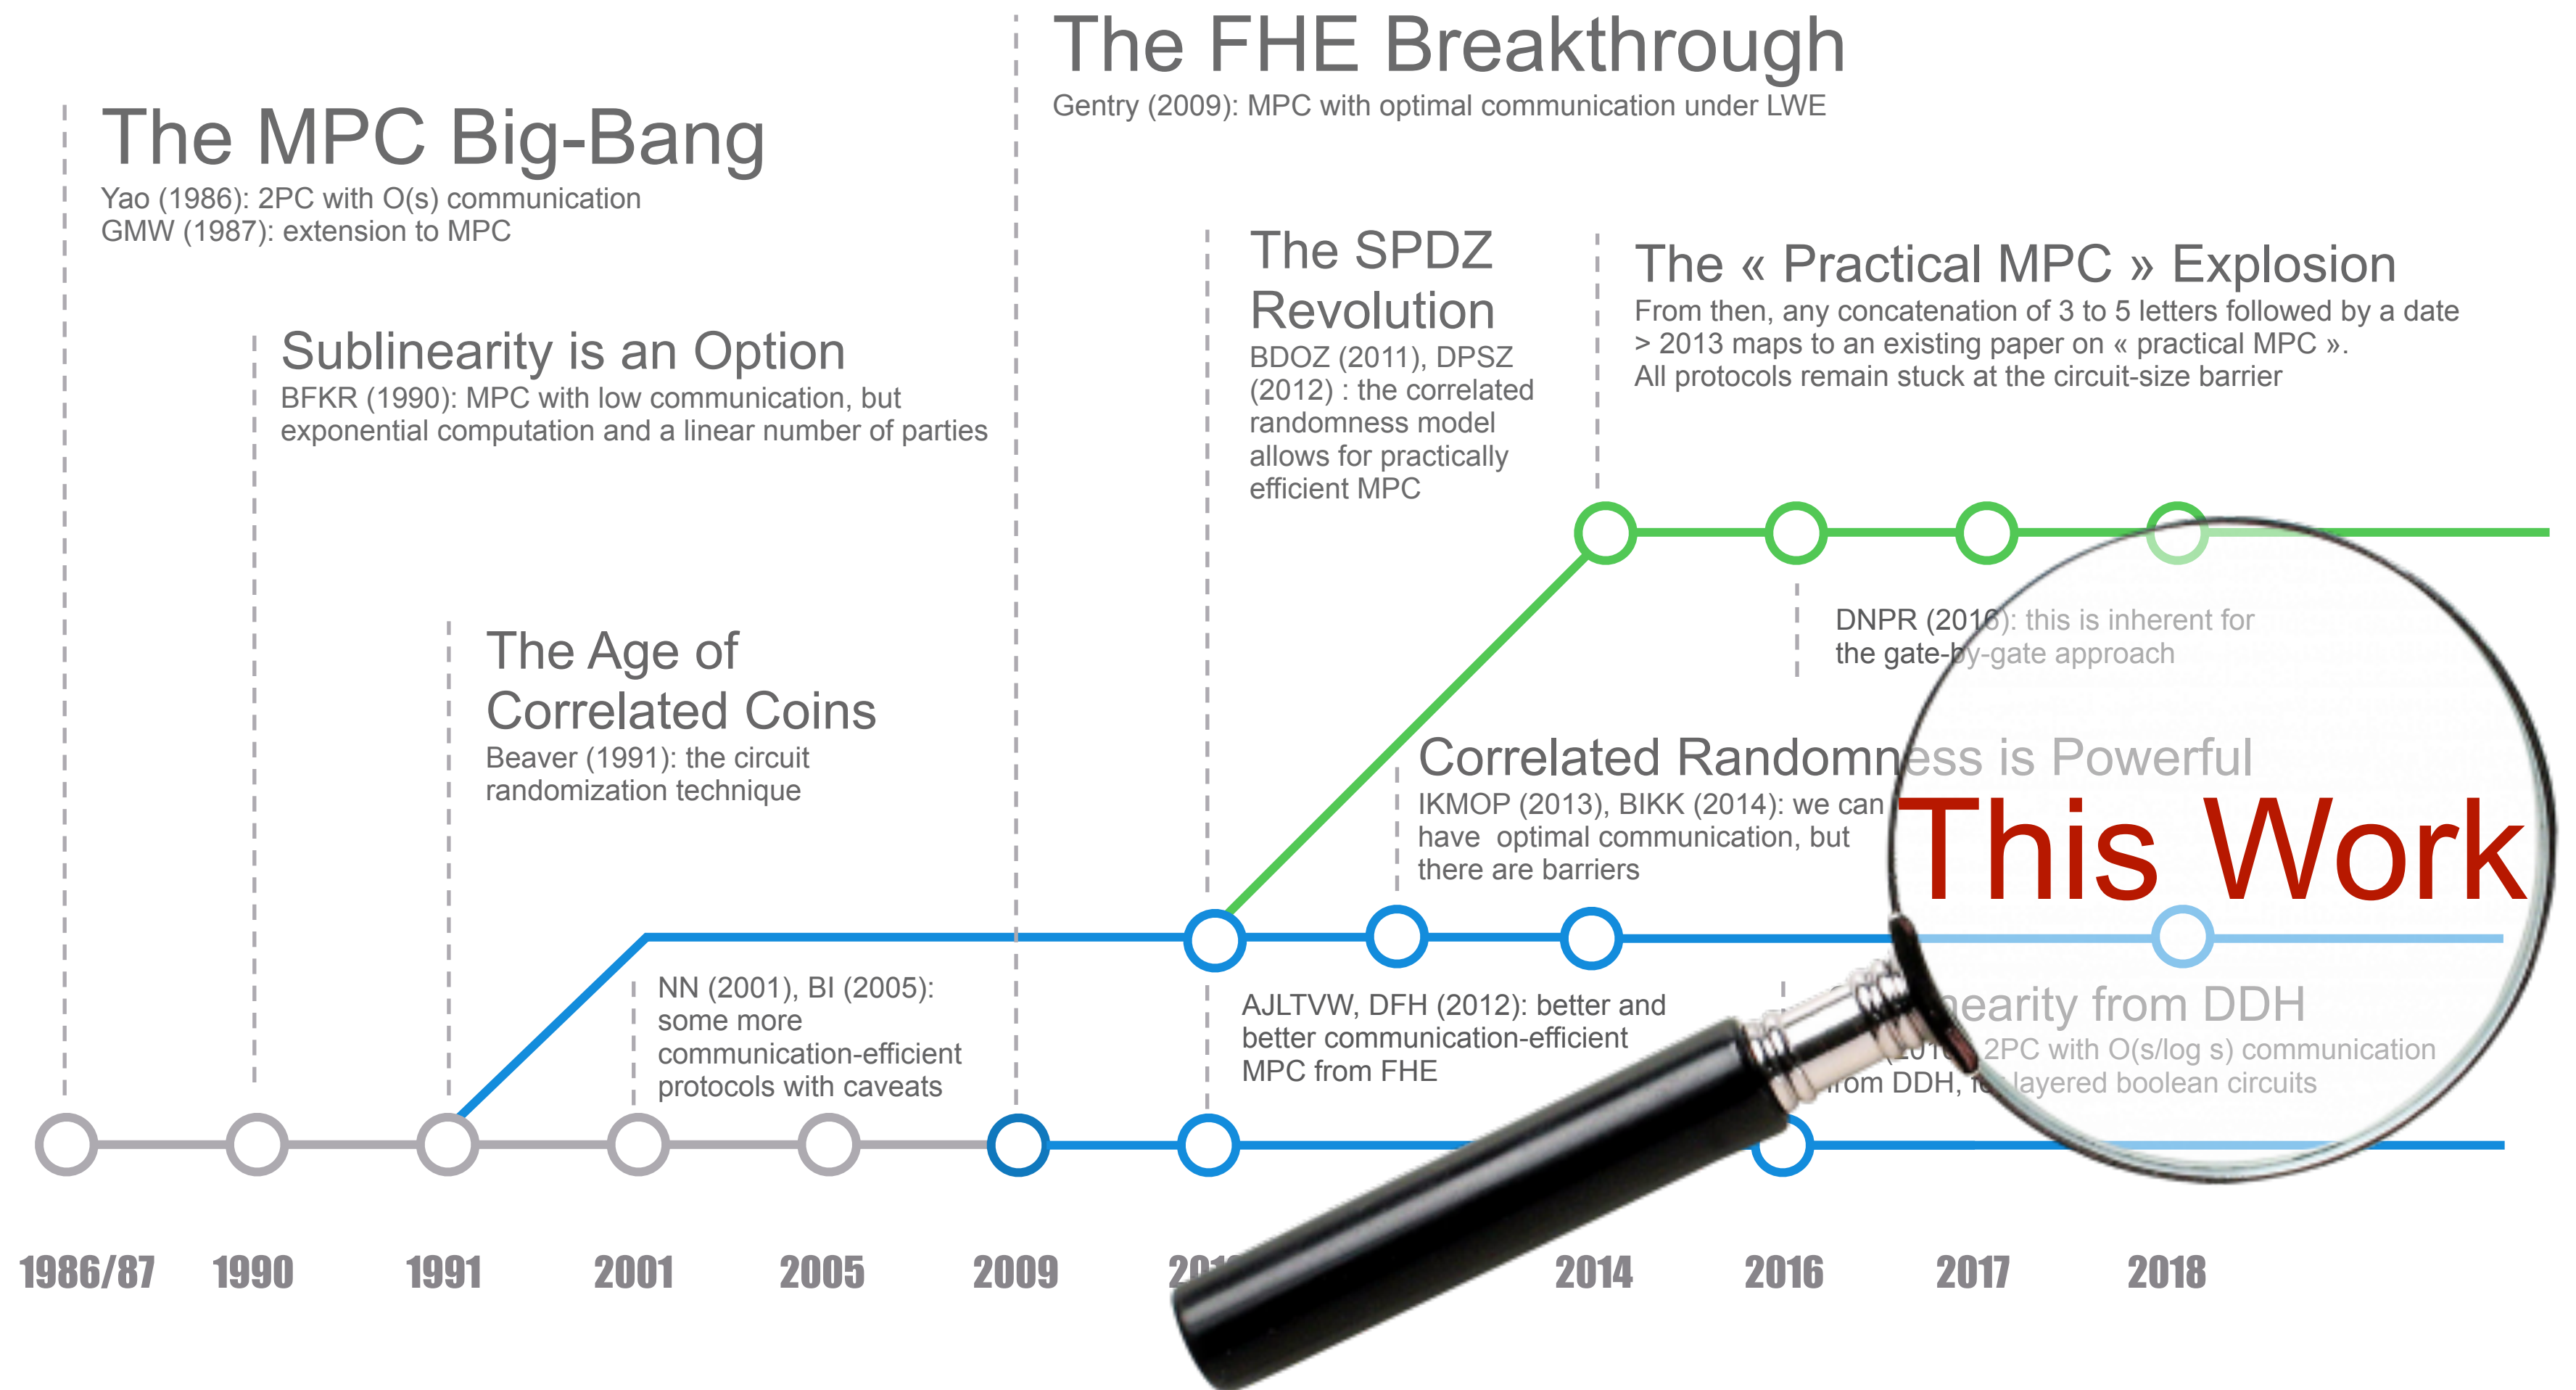 The FHE Breakthrough
Gentry (2009): MPC with optimal communication under LWE
The MPC Big-Bang
Yao (1986): 2PC with O(s) communication
GMW (1987): extension to MPC
The SPDZ
Revolution
BDOZ (2011), DPSZ
(2012) : the correlated
randomness model
allows for practically
efficient MPC
The « Practical MPC » Explosion
From then, any concatenation of 3 to 5 letters followed by a date
> 2013 maps to an existing paper on « practical MPC ».
All protocols remain stuck at the circuit-size barrier
Sublinearity is an Option
BFKR (1990): MPC with low communication, but
exponential computation and a linear number of parties
The Age of
Correlated Coins
Beaver (1991): the circuit
randomization technique
DNPR (2016): this is inherent for
the gate-by-gate approach
Correlated Randomness is Powerful
IKMOP (2013), BIKK (2014): we can
have optimal communication, but
there are barriers
This Work
NN (2001), BI (2005):
some more
communication-efficient
protocols with caveats
AJLTVW, DFH (2012): better and
better communication-efficient
MPC from FHE
from DDH
2PC with O(s/log s) communication
from DDH, for layered boolean circuits
1986/87 1990 1991 2001 2005 2009 2014 2016 2017 2018